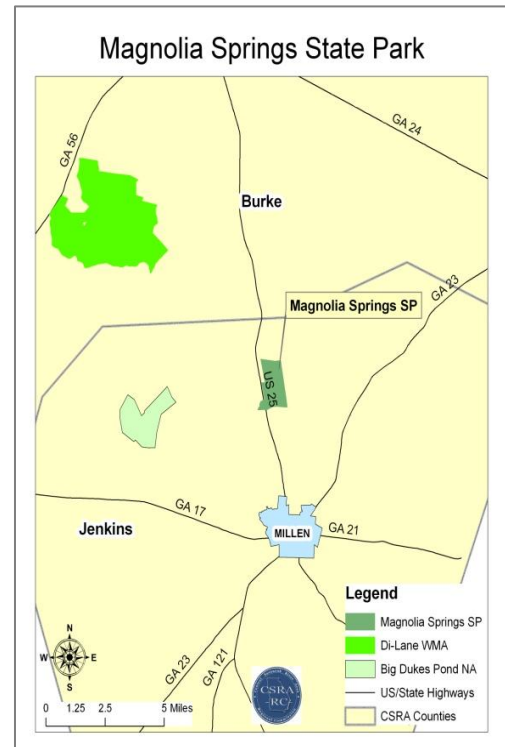 Magnolia Springs State Park
GA 56
GA 24
Burke
Magnolia Springs SP
GA 23
US 25
GA 17
MILLEN
GA 21
Jenkins
GA 23
GA 121
Legend
Magnolia Springs SP
Di-Lane WMA
Big Dukes Pond NA
US/State Highways
CSRA Counties
N
W E
S
0 1.25 2.5 5 Miles
CSRA
RC